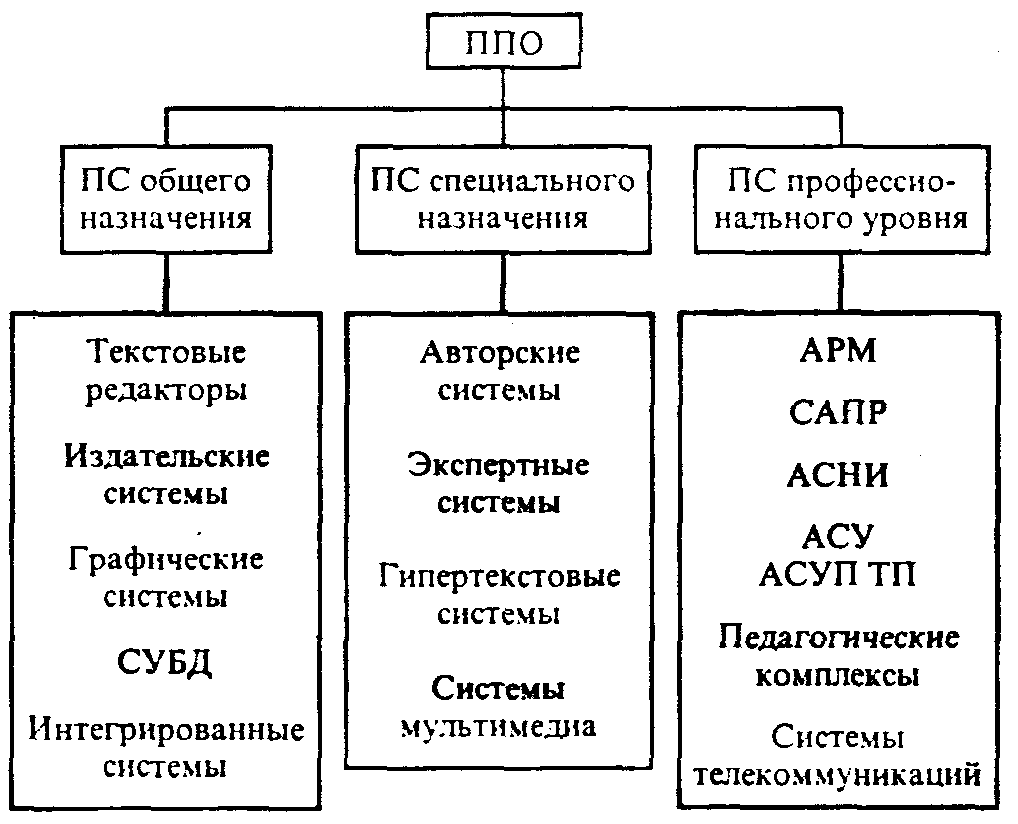 ППО
ПС общего
назначения
ПС специального
назначения
ПС профессио-
нального уровня
Текстовые
редакторы
Издательские
системы
Графические
системы
СУБД
Интегрированные
системы
Авторские
системы
Экспертные
системы
Гипертекстовые
системы
Системы
мультимедиа
АРМ
САПР
АСНИ
АСУ
АСУП ТП
Педагогические
комплексы
Системы
телекоммуникаций